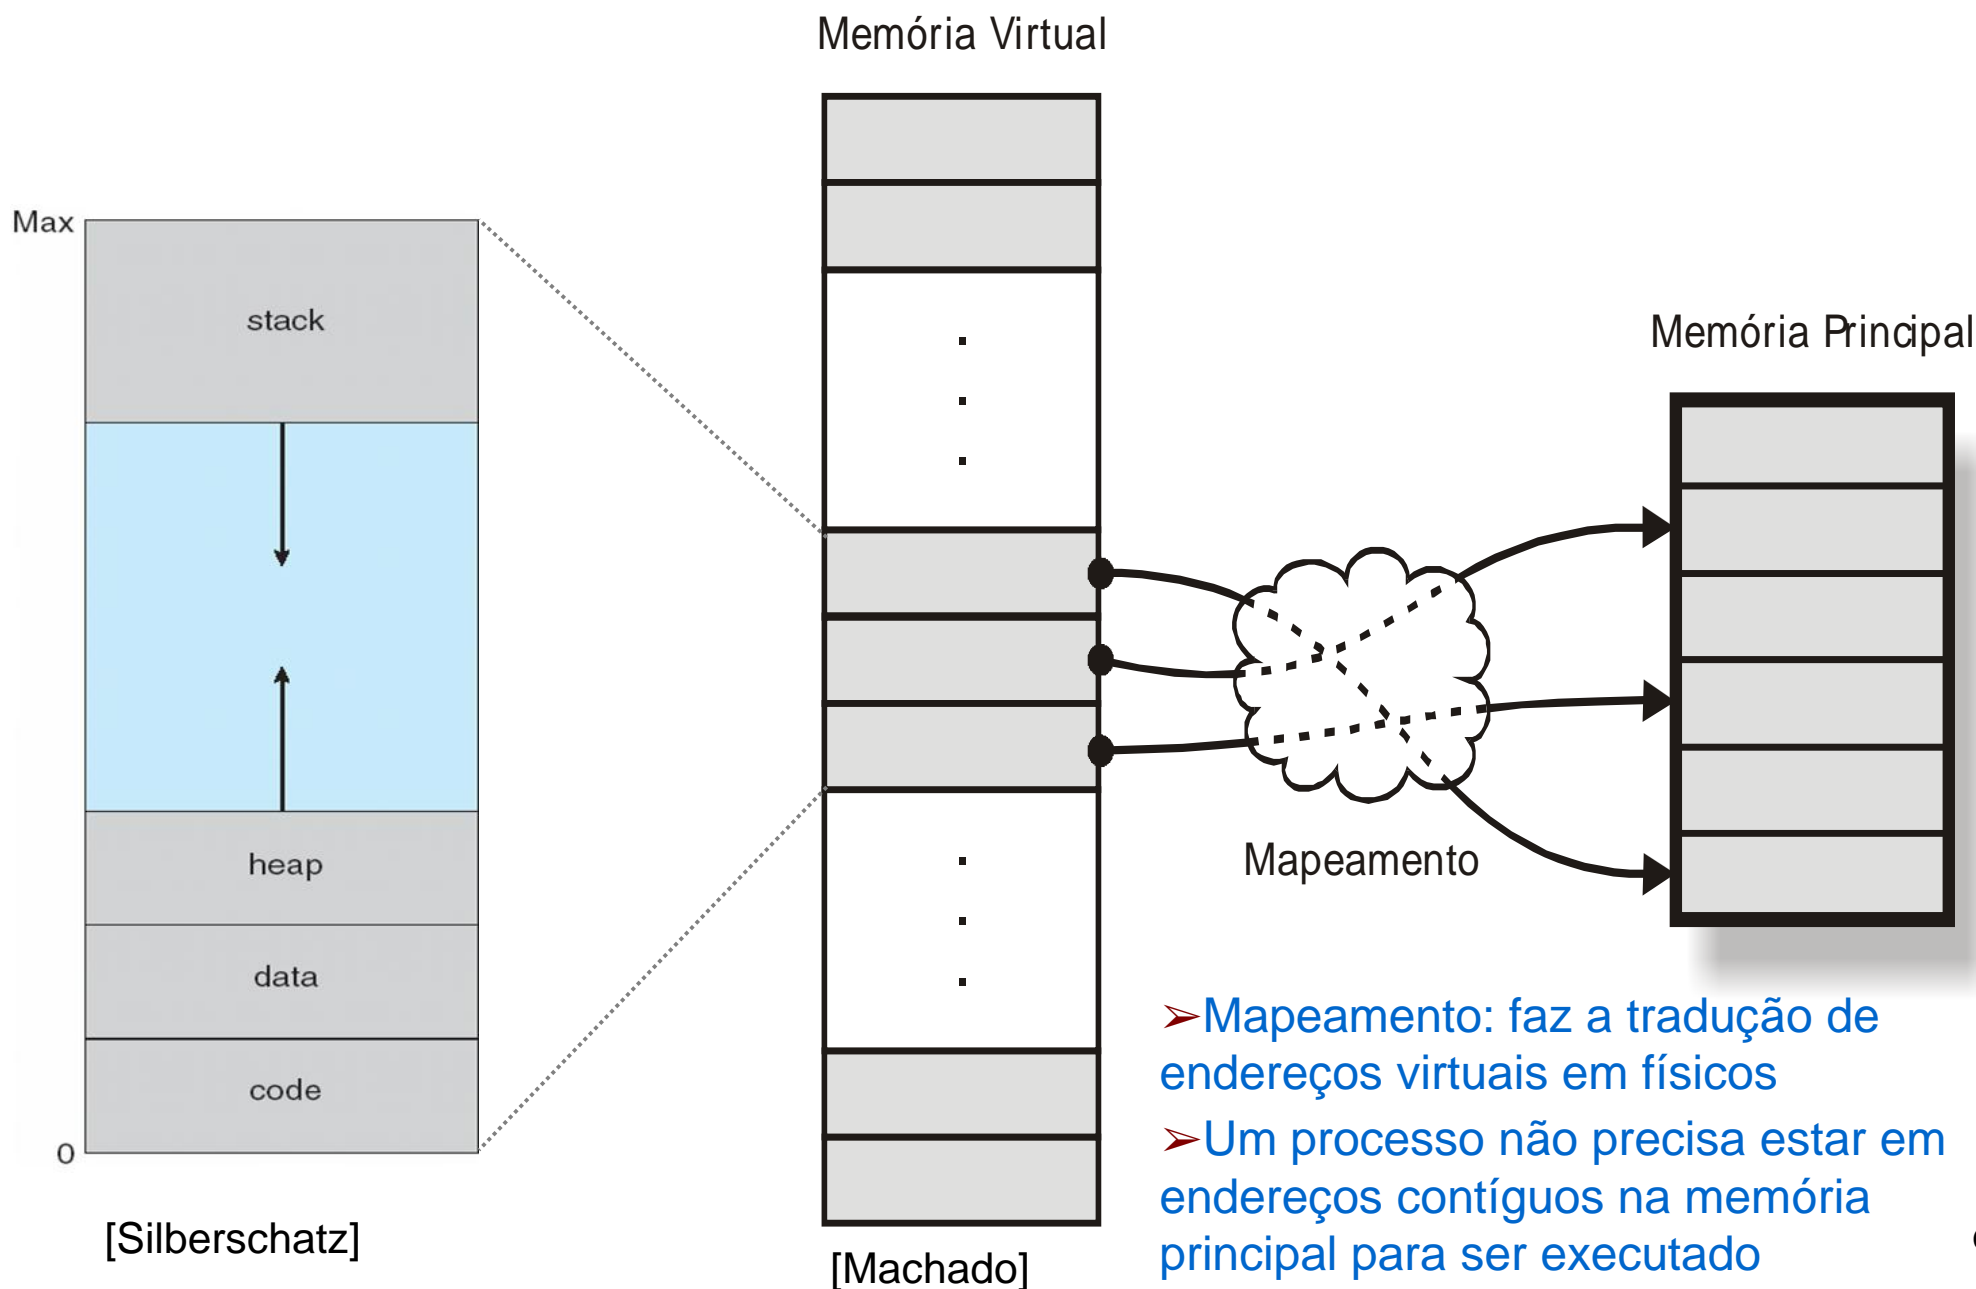 Memória Virtual
Max
stack
heap
data
code
0
[Silberschatz]
[Machado]
Memória Principal
Mapeamento
➢Mapeamento: faz a tradução de
endereços virtuais em físicos
➢Um processo não precisa estar em
endereços contíguos na memória
principal para ser executado